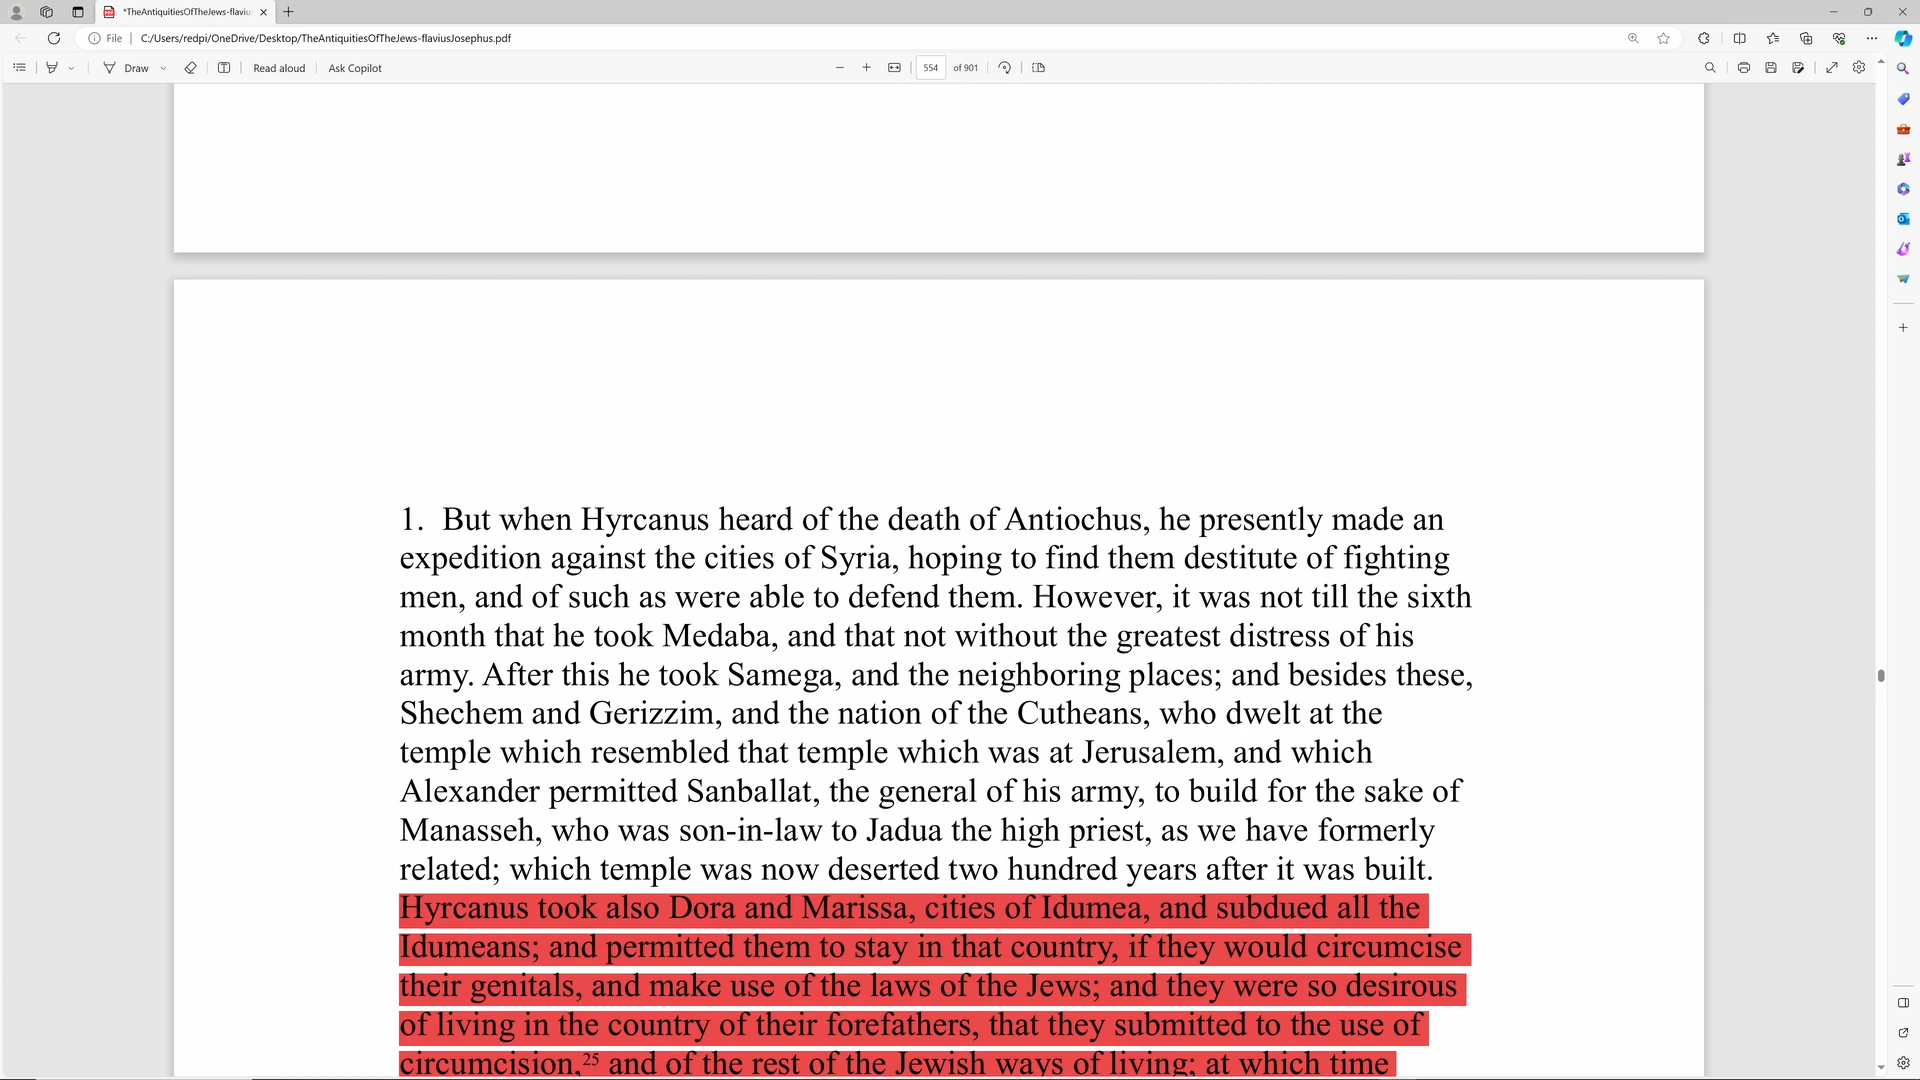 *TheAntiquitiesOfTheJews-flaviu
File
C:/Users/redpi/OneDrive/Desktop/TheAntiquitiesOfTheJews-flaviusJosephus.pdf
Draw
Read aloud
Ask Copilot
554
of 901
1. But when Hyrcanus heard of the death of Antiochus, he presently made an
expedition against the cities of Syria, hoping to find them destitute of fighting
men, and of such as were able to defend them. However, it was not till the sixth
month that he took Medaba, and that not without the greatest distress of his
army. After this he took Samega, and the neighboring places; and besides these,
Shechem and Gerizzim, and the nation of the Cutheans, who dwelt at the
temple which resembled that temple which was at Jerusalem, and which
Alexander permitted Sanballat, the general of his army, to build for the sake of
Manasseh, who was son-in-law to Jadua the high priest, as we have formerly
related; which temple was now deserted two hundred years after it was built.
Hyrcanus took also Dora and Marissa, cities of Idumea, and subdued all the
Idumeans; and permitted them to stay in that country, if they would circumcise
their genitals, and make use of the laws of the Jews; and they were so desirous
of living in the country of their forefathers, that they submitted to the use of
circumcision,25 and of the rest of the Jewish ways of living; at which time